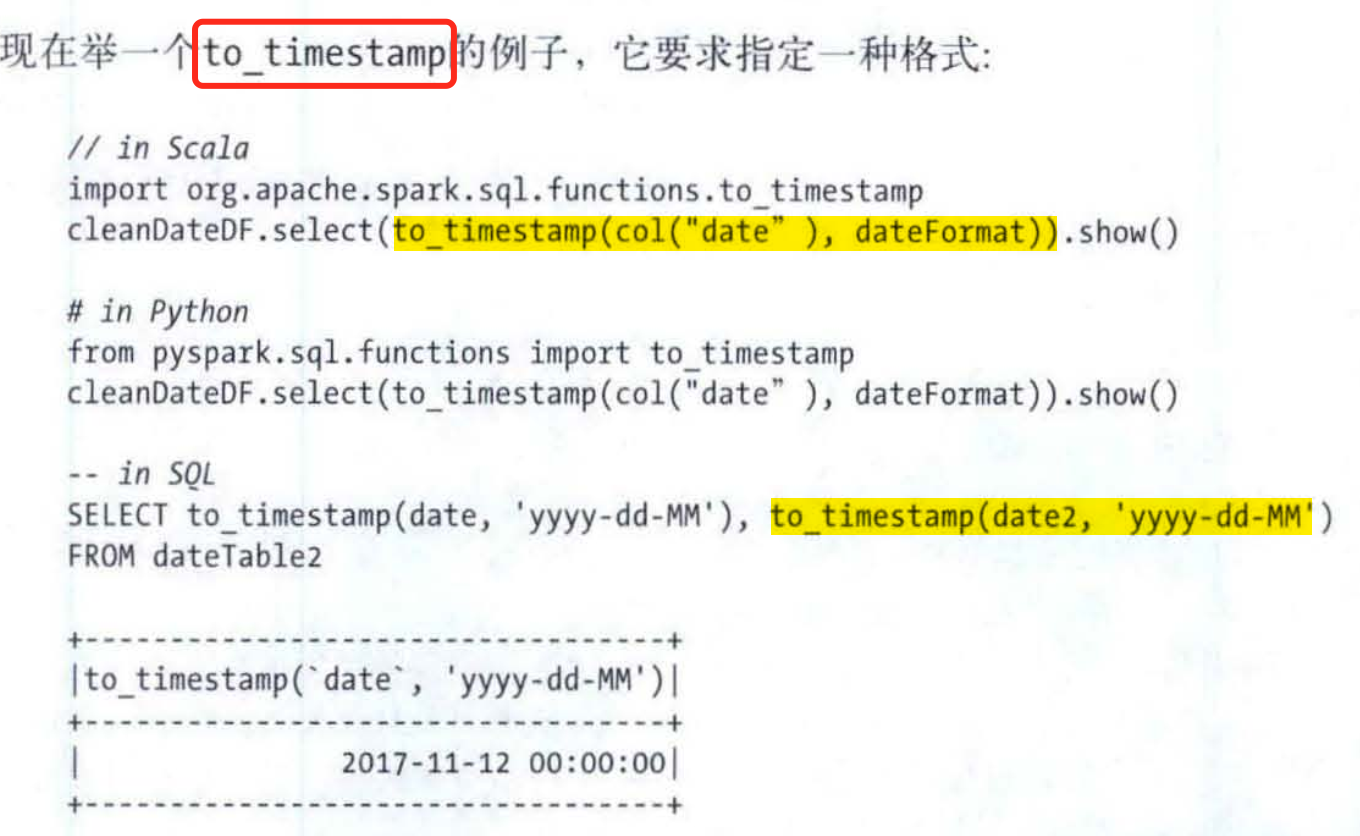 现在举一个to_timestamp的例子，它要求指定一种格式:
// in Scala
import org.apache.spark.sql.functions.to_timestamp
cleanDateDF.select(to_timestamp(col("date” ), dateFormat)).show()
# in Python
from pyspark.sql.functions import to_timestamp
cleanDateDF.select(to_timestamp(col("date” ), dateFormat)).show()
-- in SQL
SELECT to_timestamp(date, 'yyyy-dd-MM'), to_timestamp(date2, 'yyyy-dd-MM')
FROM dateTable2
+----------------------------------+
|to_timestamp(`date`, 'yyyy-dd-MM')|
+----------------------------------+
| 2017-11-12 00:00:00|
+----------------------------------+